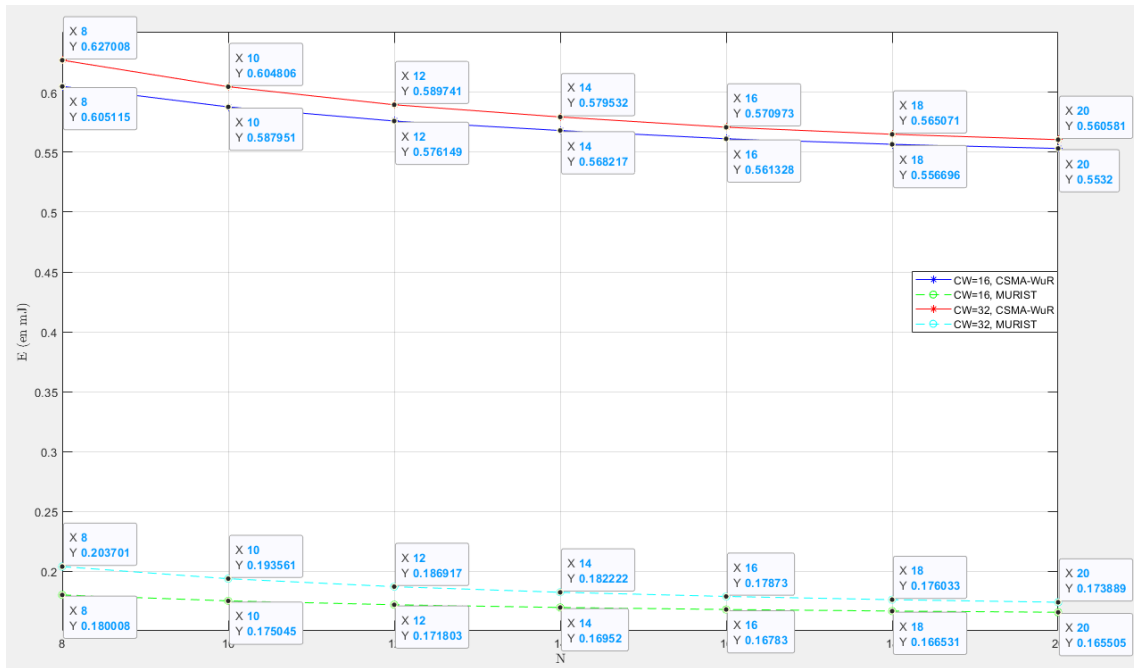 X 8
Y 0.627008
X 10
Y 0.604806
X 12
Y 0.589741
X 14
Y 0.579532
X 16
Y 0.570973
X 18
Y 0.565071
X 20
Y 0.560581
X 8
Y 0.605115
X 10
Y 0.587951
X 12
Y 0.576149
X 14
Y 0.568217
X 16
Y 0.561328
X 18
Y 0.556696
X 20
Y 0.5532
0.6
0.55
0.5
0.45
0.4
0.35
0.3
0.25
0.2
E (en mJ)
CW=16, CSMA-WuR
CW=16, MURIST
CW=32, CSMA-WuR
CW=32, MURIST
X 8
Y 0.203701
X 10
Y 0.193561
X 12
Y 0.186917
X 14
Y 0.182222
X 16
Y 0.17873
X 18
Y 0.176033
X 20
Y 0.173889
X 8
Y 0.180008
X 10
Y 0.175045
X 12
Y 0.171803
X 14
Y 0.16952
X 16
Y 0.16783
X 18
Y 0.166531
X 20
Y 0.165505
8
N